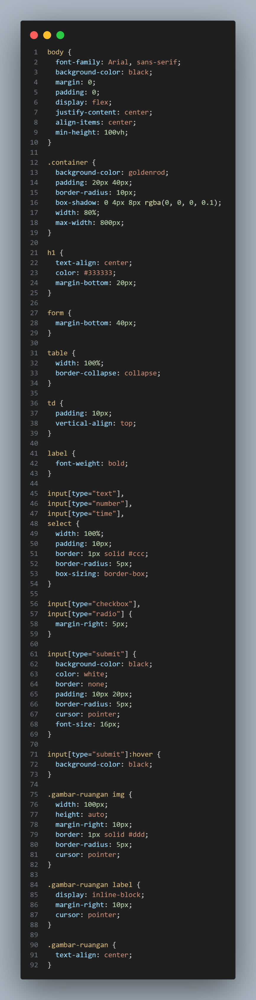 1 body {
2   font-family: Arial, sans-serif;
3   background-color: black;
4   margin: 0;
5   padding: 0;
6   display: flex;
7   justify-content: center;
8   align-items: center;
9   min-height: 100vh;
10 }
11
12 .container {
13   background-color: goldenrod;
14   padding: 20px 40px;
15   border-radius: 10px;
16   box-shadow: 0 4px 8px rgba(0, 0, 0, 0.1);
17   width: 80%;
18   max-width: 800px;
19 }
20
21 h1 {
22   text-align: center;
23   color: #333333;
24   margin-bottom: 20px;
25 }
26
27 form {
28   margin-bottom: 40px;
29 }
30
31 table {
32   width: 100%;
33   border-collapse: collapse;
34 }
35
36 td {
37   padding: 10px;
38   vertical-align: top;
39 }
40
41 label {
42   font-weight: bold;
43 }
44
45 input[type="text"],
46 input[type="number"],
47 input[type="time"],
48 select {
49   width: 100%;
50   padding: 10px;
51   border: 1px solid #ccc;
52   border-radius: 5px;
53   box-sizing: border-box;
54 }
55
56 input[type="checkbox"],
57 input[type="radio"] {
58   margin-right: 5px;
59 }
60
61 input[type="submit"] {
62   background-color: black;
63   color: white;
64   border: none;
65   padding: 10px 20px;
66   border-radius: 5px;
67   cursor: pointer;
68   font-size: 16px;
69 }
70
71 input[type="submit"]:hover {
72   background-color: black;
73 }
74
75 .gambar-ruangan img {
76   width: 100px;
77   height: auto;
78   margin-right: 10px;
79   border: 1px solid #ddd;
80   border-radius: 5px;
81   cursor: pointer;
82 }
83
84 .gambar-ruangan label {
85   display: inline-block;
86   margin-right: 10px;
87   cursor: pointer;
88 }
89
90 .gambar-ruangan {
91   text-align: center;
92 }